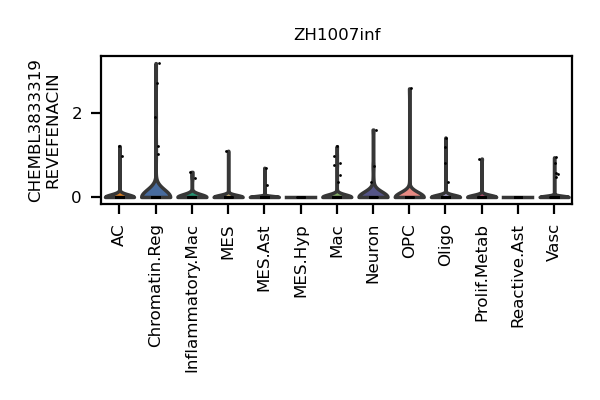 ZH1007inf
CHEMBL3833319
REVEFENACIN
2
0
AC
Chromatin.Reg
Inflammatory.Mac
MES
MES.Ast
MES.Hyp
Mac
Neuron
OPC
Oligo
Prolif.Metab
Reactive.Ast
Vasc